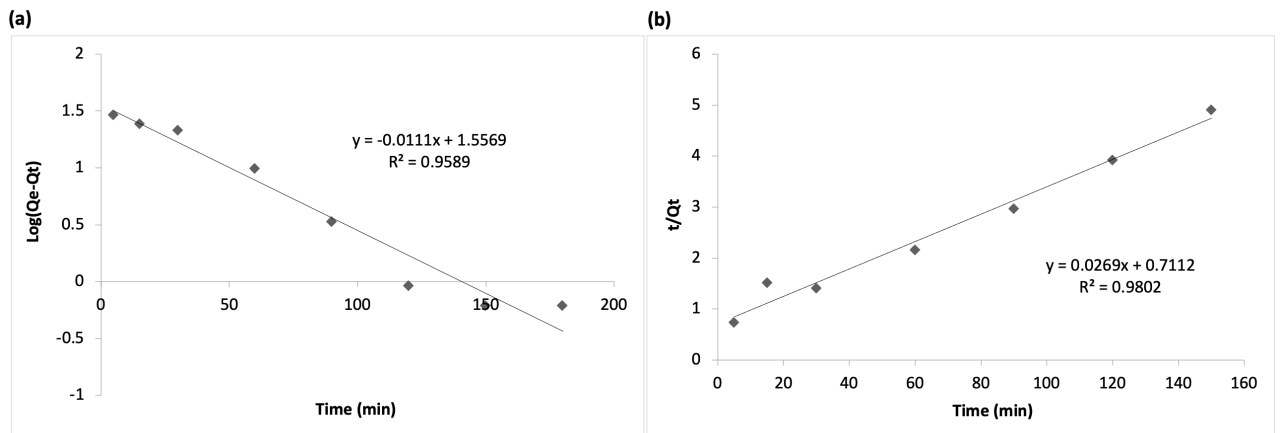 (a)
2
1.5
1
0.5
0
-0.5
-1
0
50
100
150
200
y = -0.0111x + 1.5569
R² = 0.9589
Log(Qe-Qt)
Time (min)
(b)
6
5
4
3
2
1
0
0
20
40
60
80
100
120
140
160
y = 0.0269x + 0.7112
R² = 0.9802
t/Qt
Time (min)